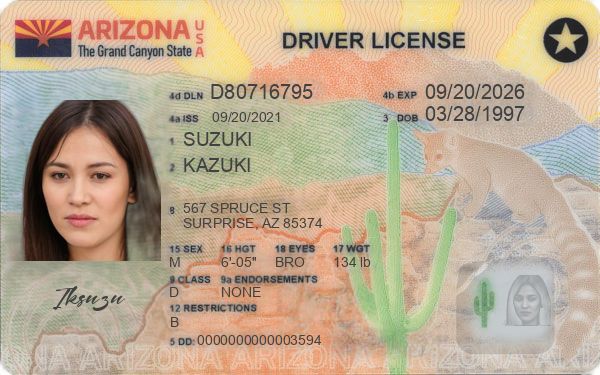 ARIZONA USA
The Grand Canyon State
DRIVER LICENSE
4d DLN D80716795
4b EXP 09/20/2026
4a ISS 09/20/2021
3 DOB 03/28/1997
1 SUZUKI
2 KAZUKI
8 567 SPRUCE ST
SURPRISE, AZ 85374
15 SEX 16 HGT 18 EYES 17 WGT
M 6'-05" BRO 134 lb
9 CLASS 9a ENDORSEMENTS
D NONE
12 RESTRICTIONS
B
5 DD: 0000000000003594
ARIZONA ARIZONA ARIZONA ARIZONA